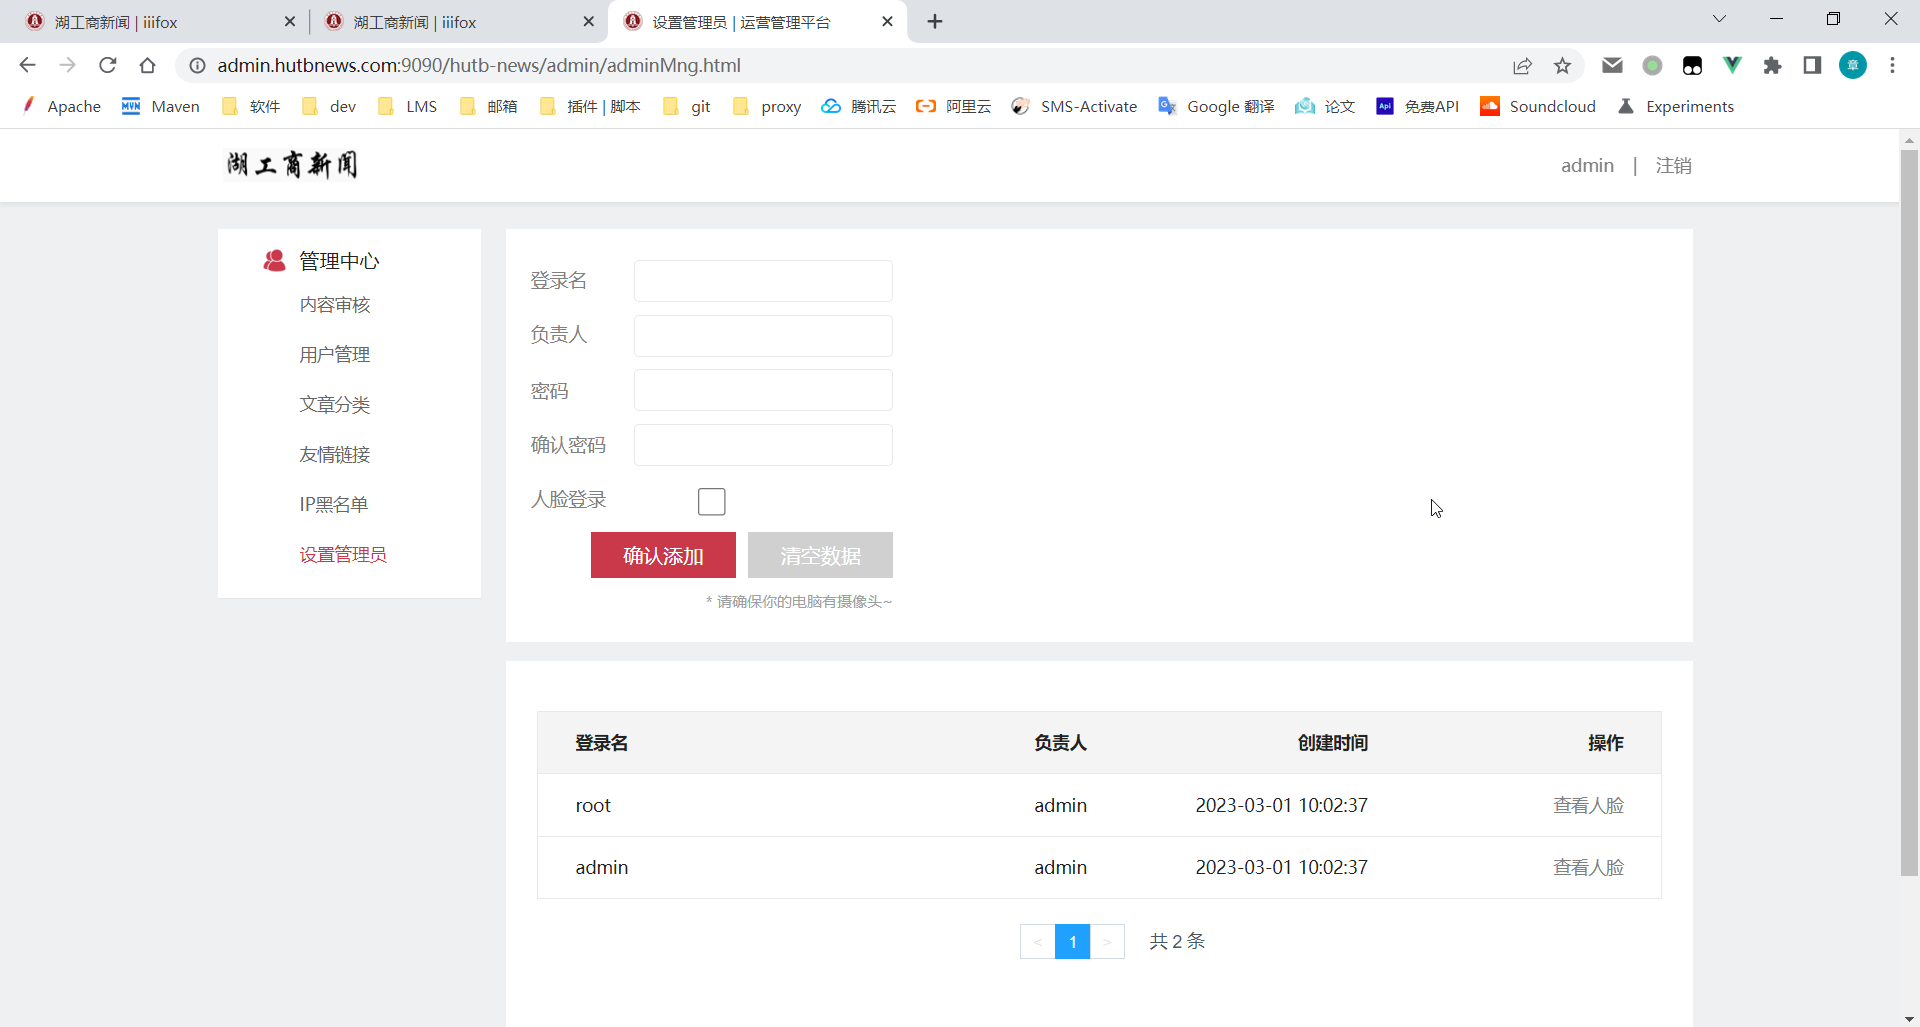 湖工商新闻 | iiifox
湖工商新闻 | iiifox
设置管理员 | 运营管理平台
admin.hutbnews.com:9090/hutb-news/admin/adminMng.html
章
Apache
Maven
软件
dev
LMS
邮箱
插件 | 脚本
git
proxy
腾讯云
阿里云
SMS-Activate
Google 翻译
论文
免费API
Soundcloud
Experiments
湖工商新闻
admin | 注销
管理中心
内容审核
用户管理
文章分类
友情链接
IP黑名单
设置管理员
登录名
负责人
密码
确认密码
人脸登录
确认添加 清空数据
* 请确保你的电脑有摄像头~
登录名 负责人 创建时间 操作
root admin 2023-03-01 10:02:37 查看人脸
admin admin 2023-03-01 10:02:37 查看人脸
< 1 > 共 2 条